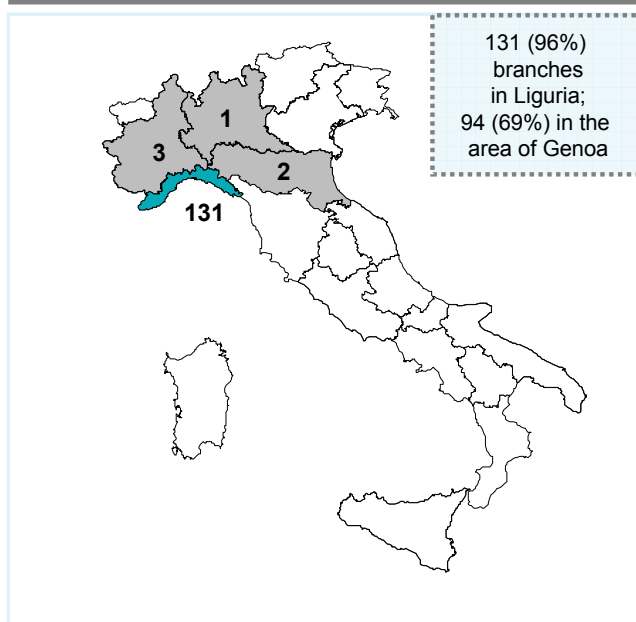 131 (96%)
branches
in Liguria;
94 (69%) in the
area of Genoa
1
3
2
131